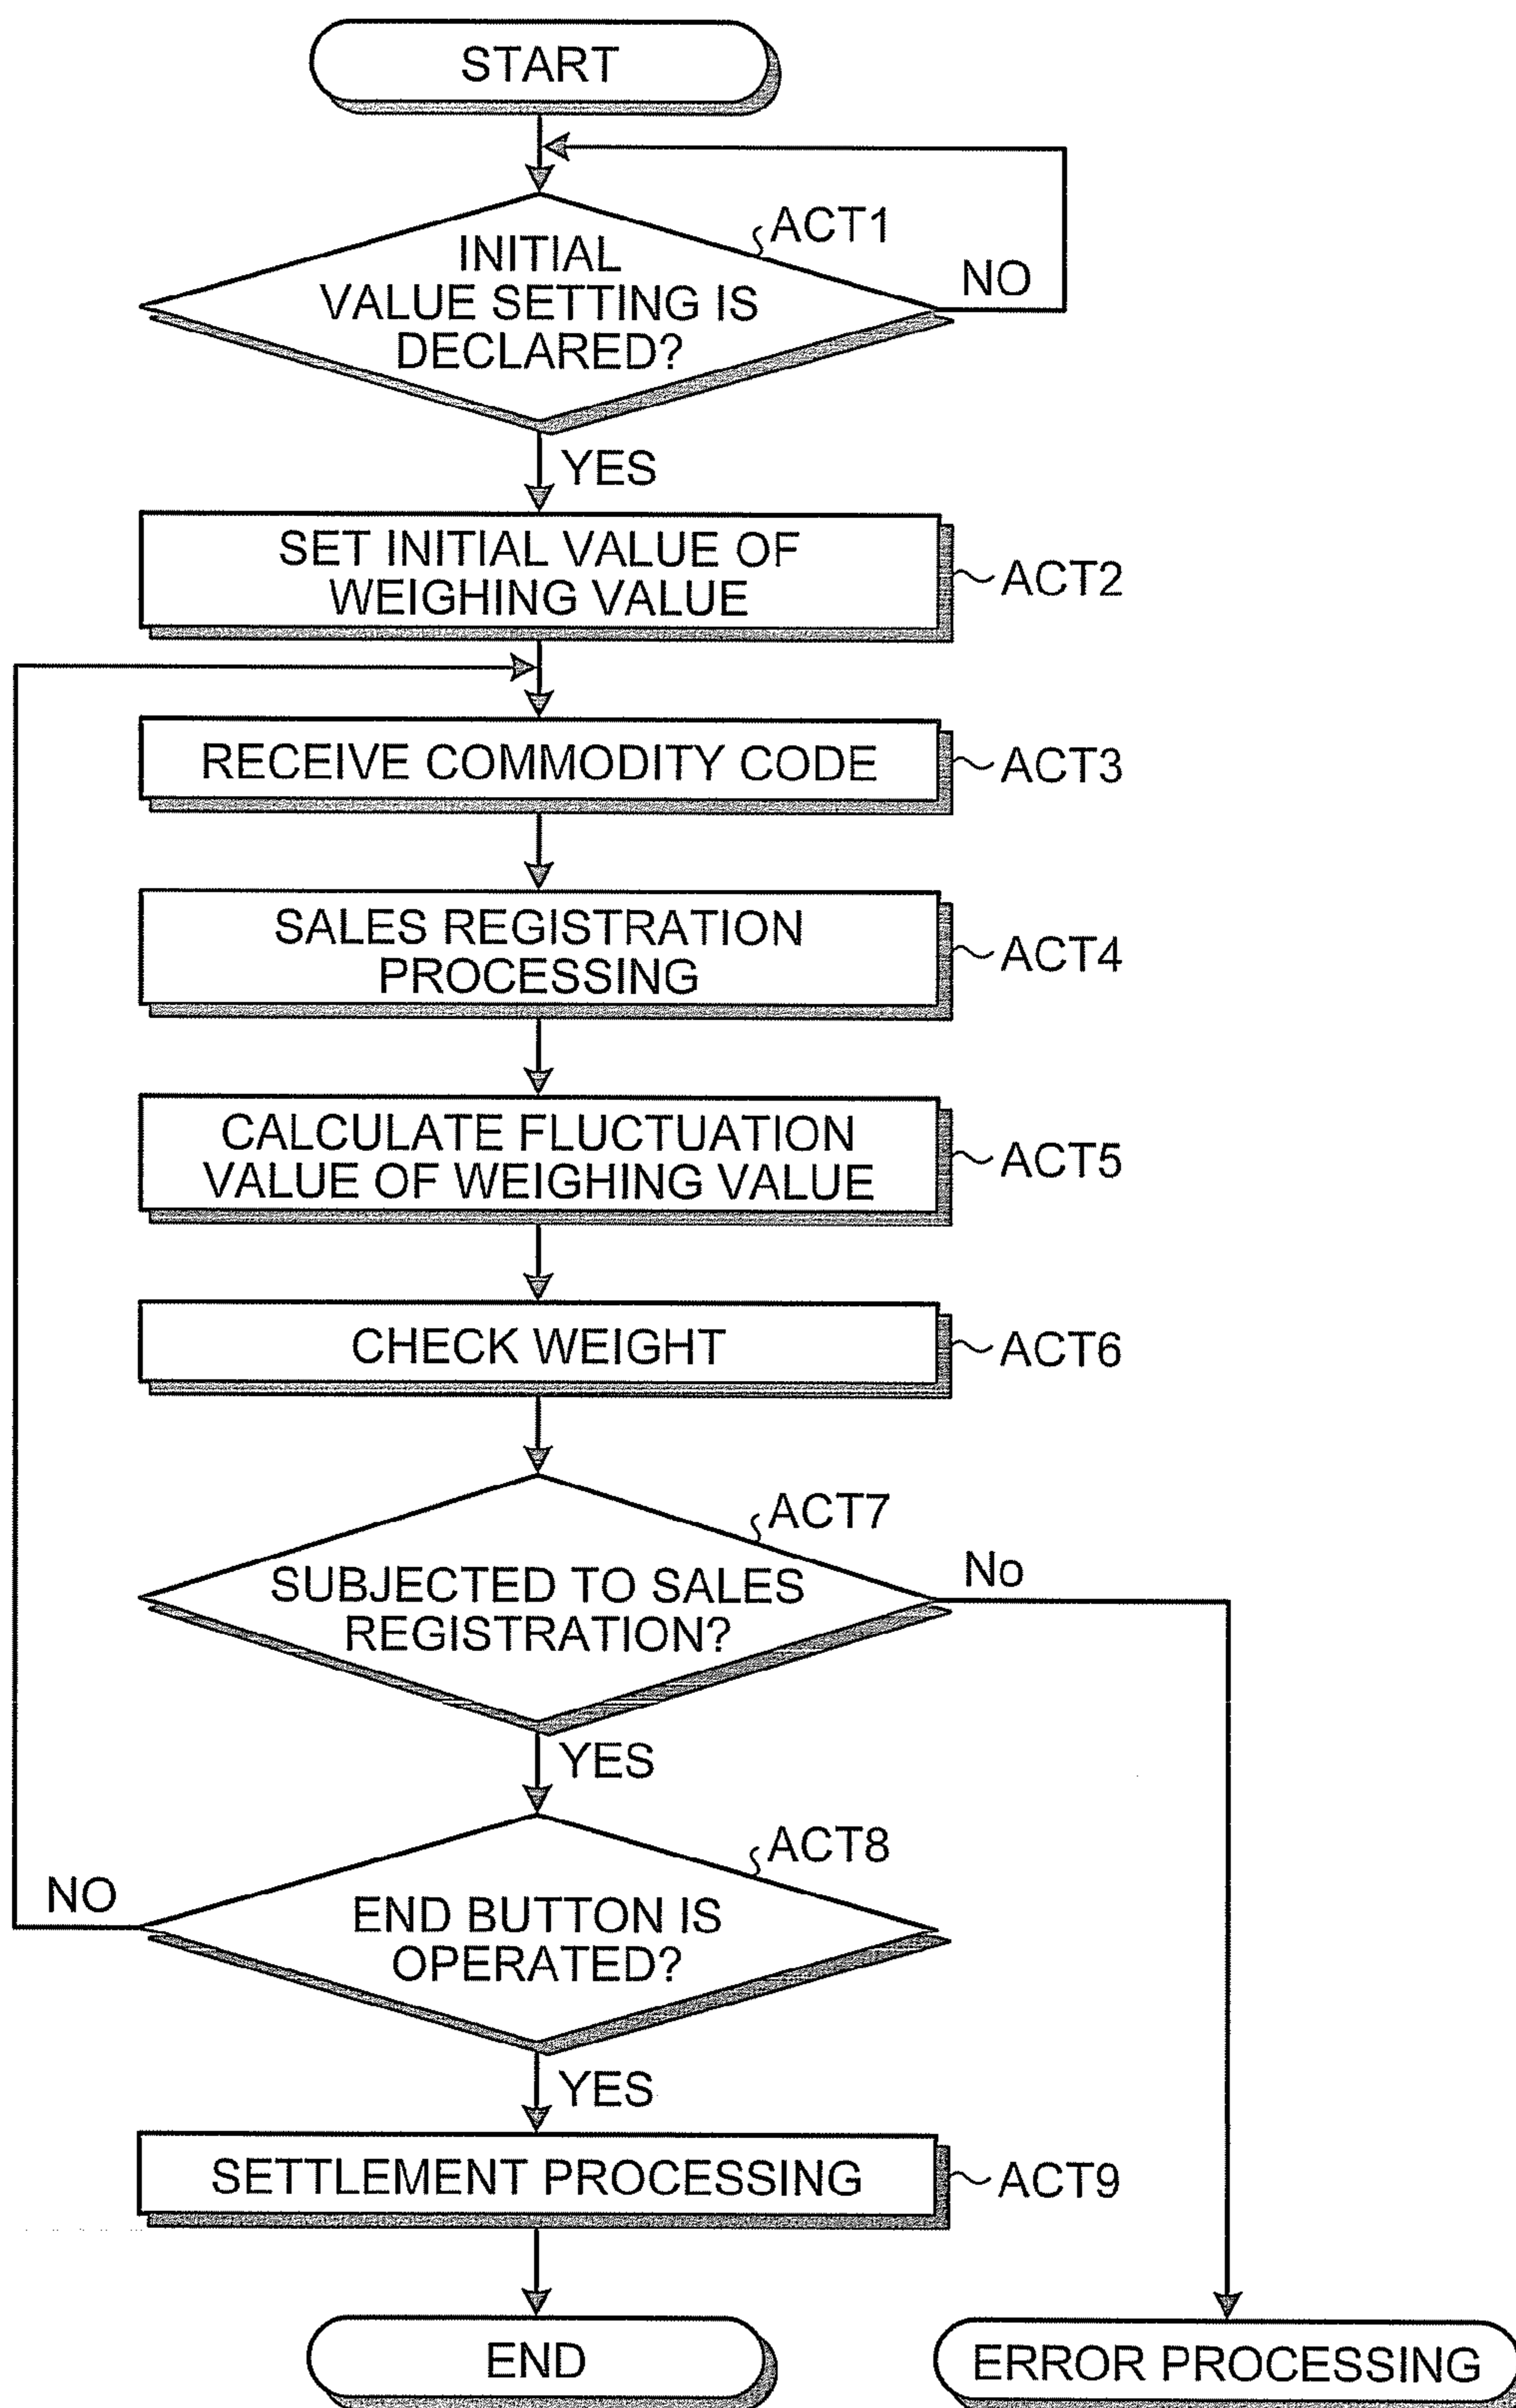 START
ACT1
INITIAL
VALUE SETTING IS
DECLARED?
NO
YES
SET INITIAL VALUE OF
WEIGHING VALUE
ACT2
RECEIVE COMMODITY CODE
ACT3
SALES REGISTRATION
PROCESSING
ACT4
CALCULATE FLUCTUATION
VALUE OF WEIGHING VALUE
ACT5
CHECK WEIGHT
ACT6
ACT7
SUBJECTED TO SALES
REGISTRATION?
No
YES
ACT8
NO
END BUTTON IS
OPERATED?
YES
SETTLEMENT PROCESSING
ACT9
END
ERROR PROCESSING